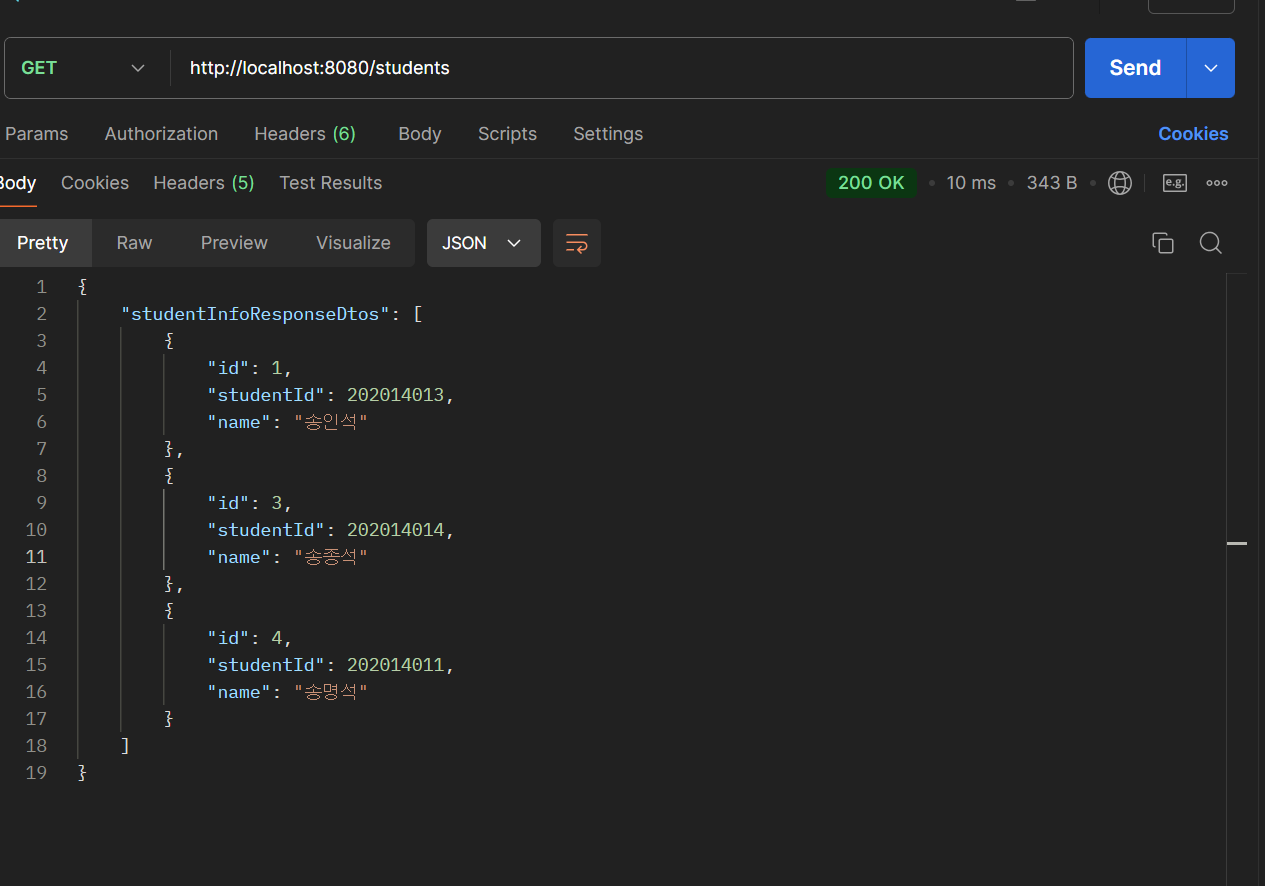 GET http://localhost:8080/students Send
Params Authorization Headers (6) Body Scripts Settings Cookies
Body Cookies Headers (5) Test Results 200 OK 10 ms 343 B e.g.
Pretty Raw Preview Visualize JSON
1 {
2 "studentInfoResponseDtos": [
3 {
4 "id": 1,
5 "studentId": 202014013,
6 "name": "송인석"
7 },
8 {
9 "id": 3,
10 "studentId": 202014014,
11 "name": "송종석"
12 },
13 {
14 "id": 4,
15 "studentId": 202014011,
16 "name": "송명석"
17 }
18 ]
19 }